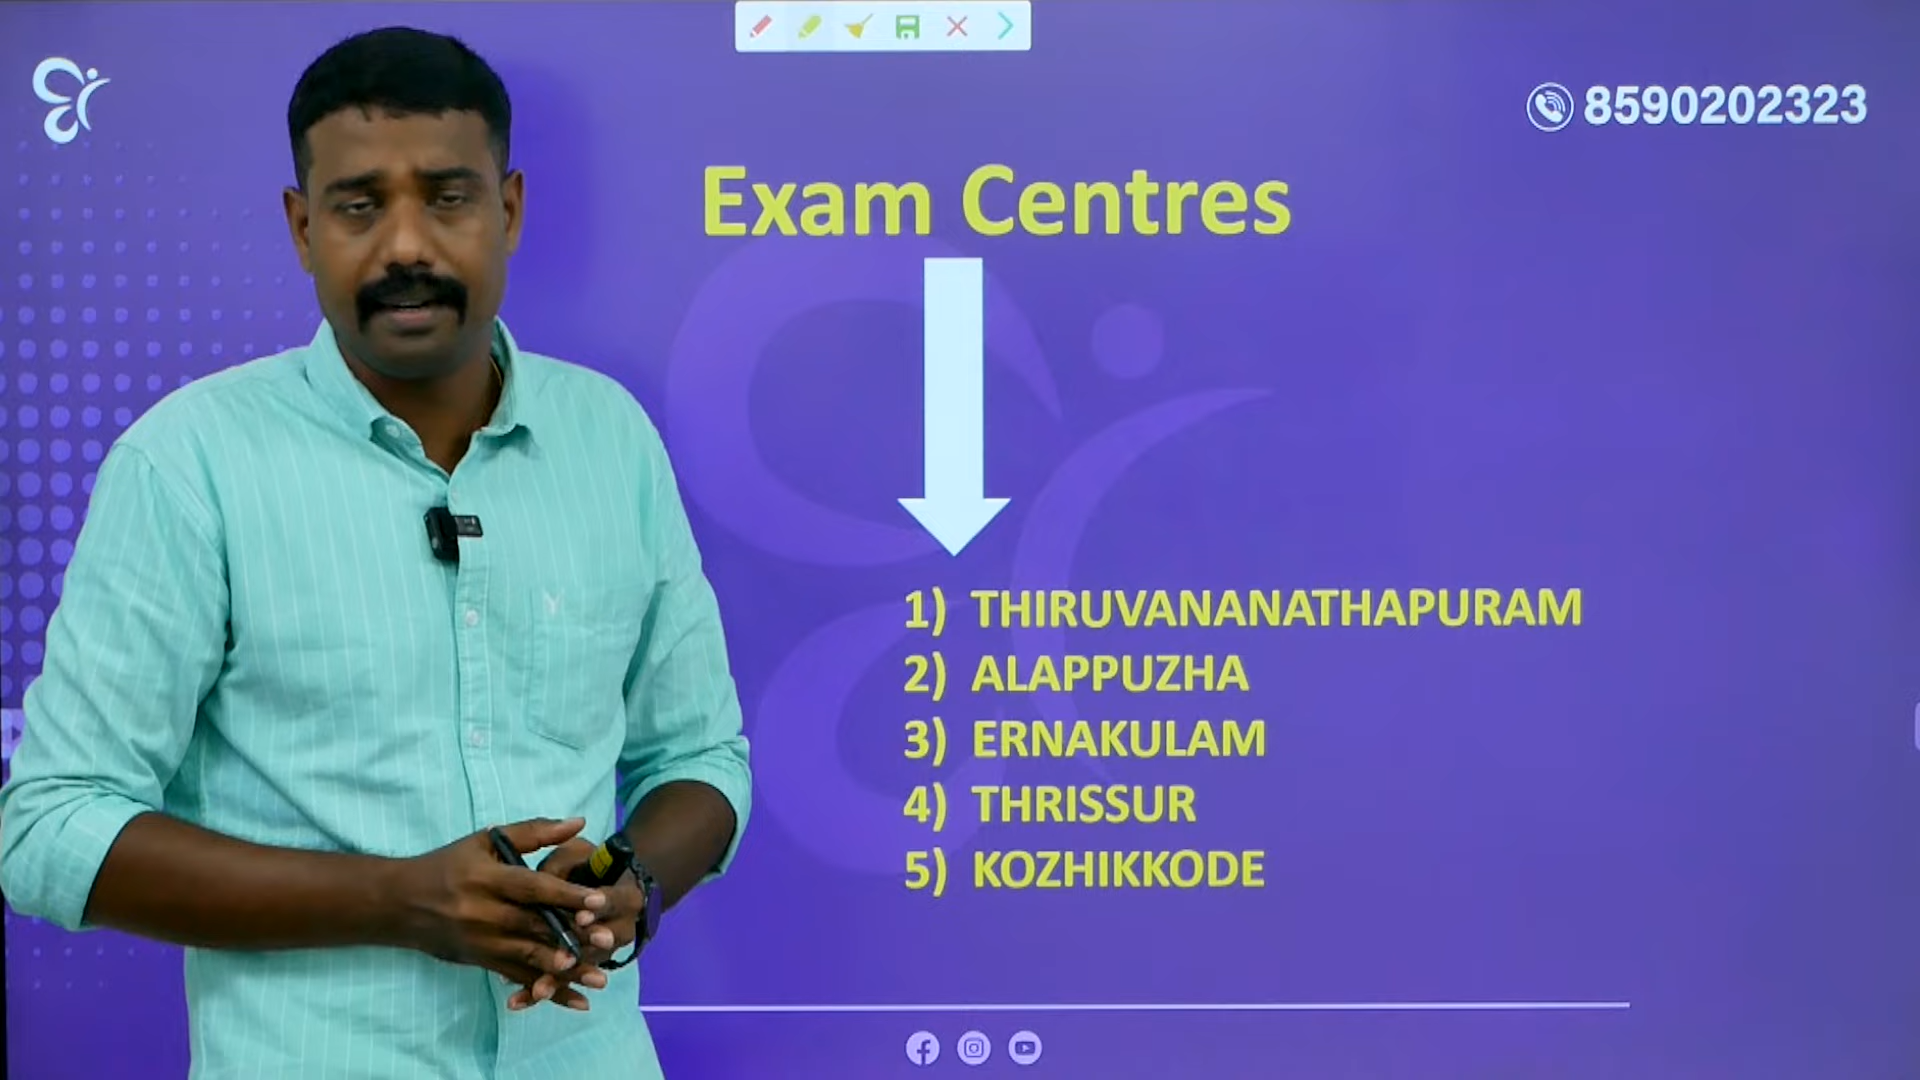 8590202323
Exam Centres
1) THIRUVANANATHAPURAM
2) ALAPPUZHA
3) ERNAKULAM
4) THRISSUR
5) KOZHIKKODE